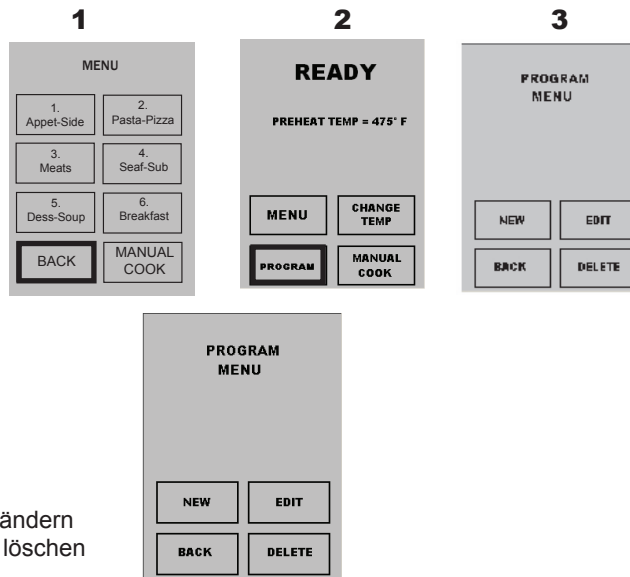 1
MENU
1.
Appet-Side
2.
Pasta-Pizza
3.
Meats
4.
Seaf-Sub
5.
Dess-Soup
6.
Breakfast
BACK
MANUAL
COOK
2
READY
PREHEAT TEMP = 475° F
MENU
CHANGE
TEMP
PROGRAM
MANUAL
COOK
3
PROGRAM
MENU
NEW
EDIT
BACK
DELETE
PROGRAM
MENU
NEW
EDIT
BACK
DELETE
ändern
löschen